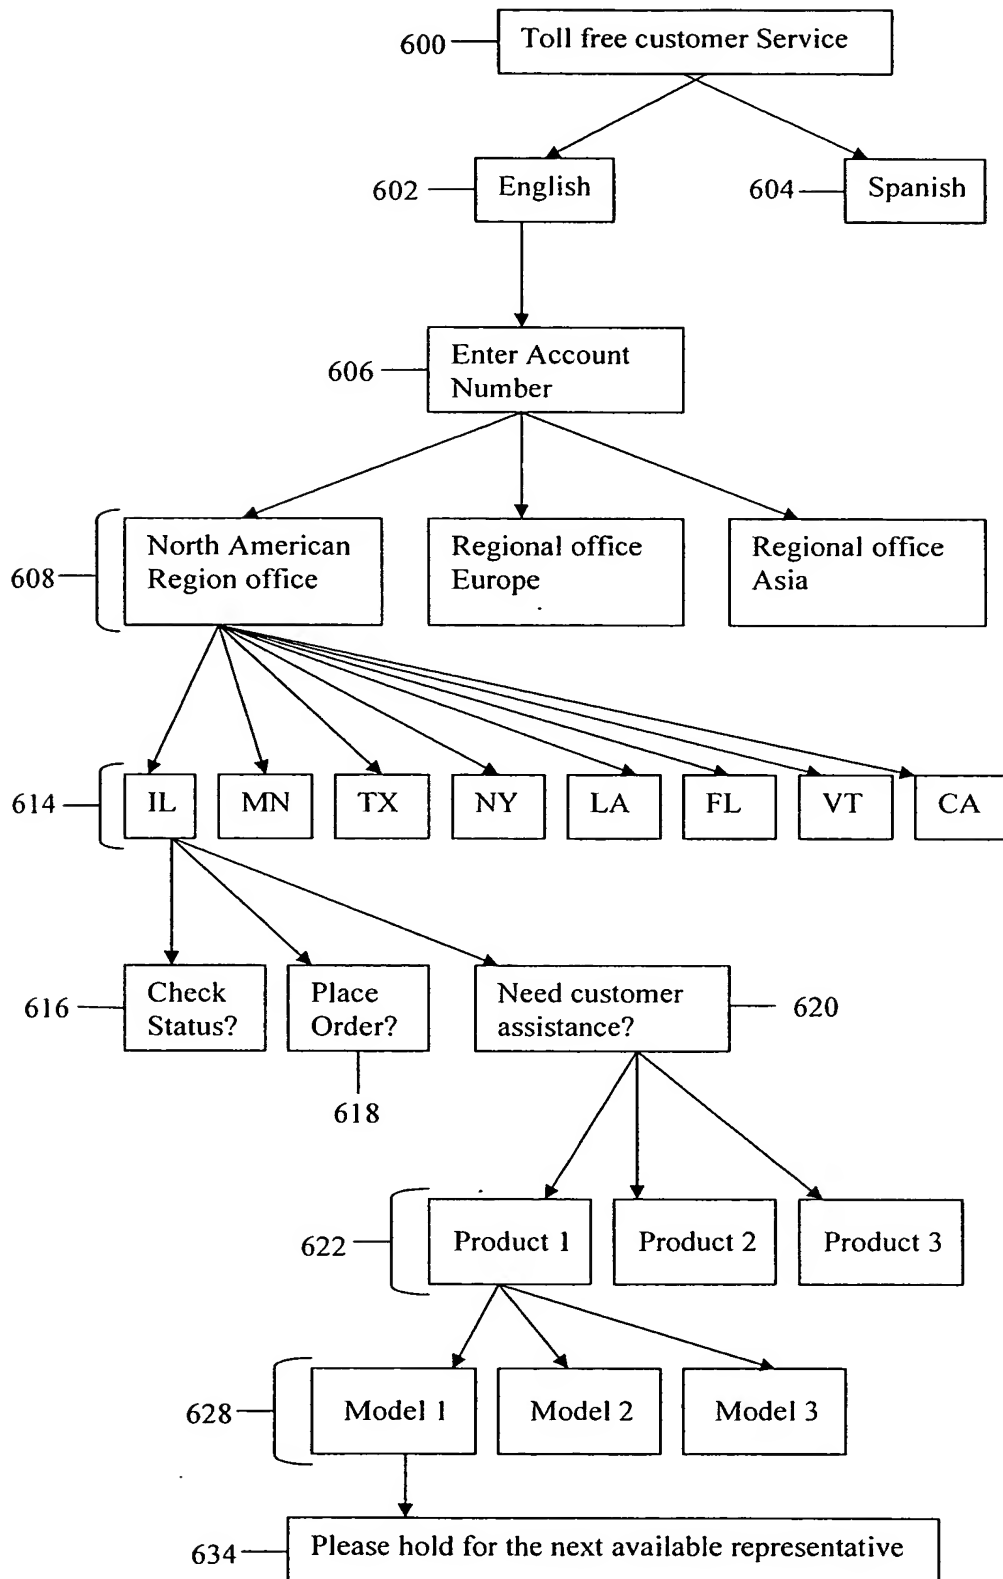 600
Toll free customer Service
602
English
604
Spanish
606
Enter Account
Number
608
North American
Region office
Regional office
Europe
Regional office
Asia
614
IL
MN
TX
NY
LA
FL
VT
CA
616
Check
Status?
Place
Order?
618
Need customer
assistance?
620
622
Product 1
Product 2
Product 3
628
Model 1
Model 2
Model 3
634
Please hold for the next available representative